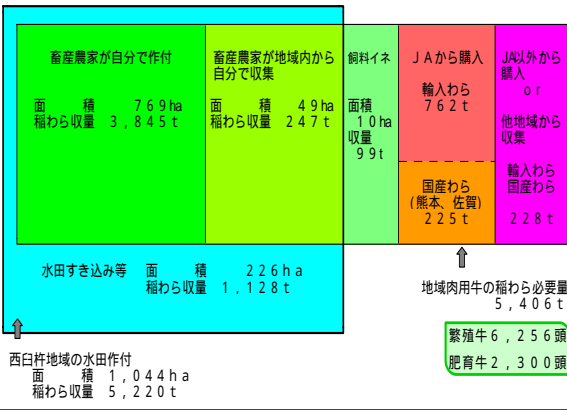 畜産農家が自分で作付
面　積　769ha
稲わら収量　3,845t
畜産農家が地域内から
自分で収集
面　積　49ha
稲わら収量　247t
飼料イネ
面積
10ha
収量
99t
ＪＡから購入
輸入わら
762t
国産わら
(熊本、佐賀)
225t
JA以外から
購入
or
他地域から
収集
輸入わら
国産わら
228t
水田すき込み等　面　積　226ha
稲わら収量　1,128t
地域肉用牛の稲わら必要量
5,406t
繁殖牛6,256頭
肥育牛2,300頭
西臼杵地域の水田作付
面　積　1,044ha
稲わら収量　5,220t